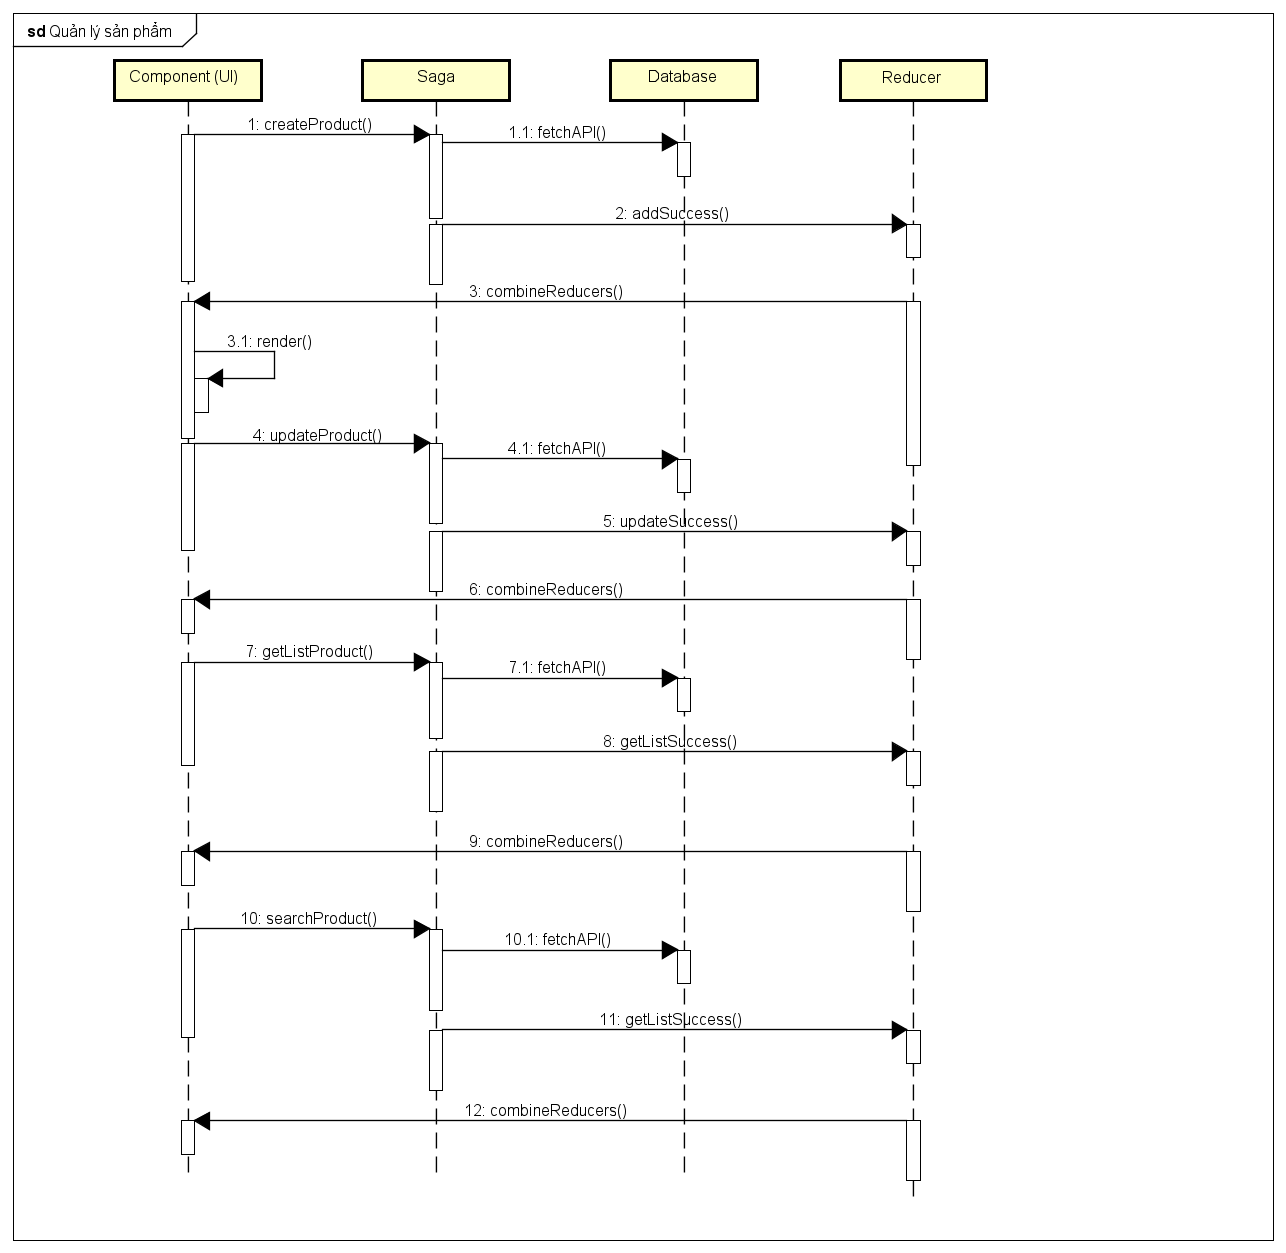 sd Quản lý sản phẩm
Component (UI)
Saga
Database
Reducer
1: createProduct()
1.1: fetchAPI()
2: addSuccess()
3: combineReducers()
3.1: render()
4: updateProduct()
4.1: fetchAPI()
5: updateSuccess()
6: combineReducers()
7: getListProduct()
7.1: fetchAPI()
8: getListSuccess()
9: combineReducers()
10: searchProduct()
10.1: fetchAPI()
11: getListSuccess()
12: combineReducers()